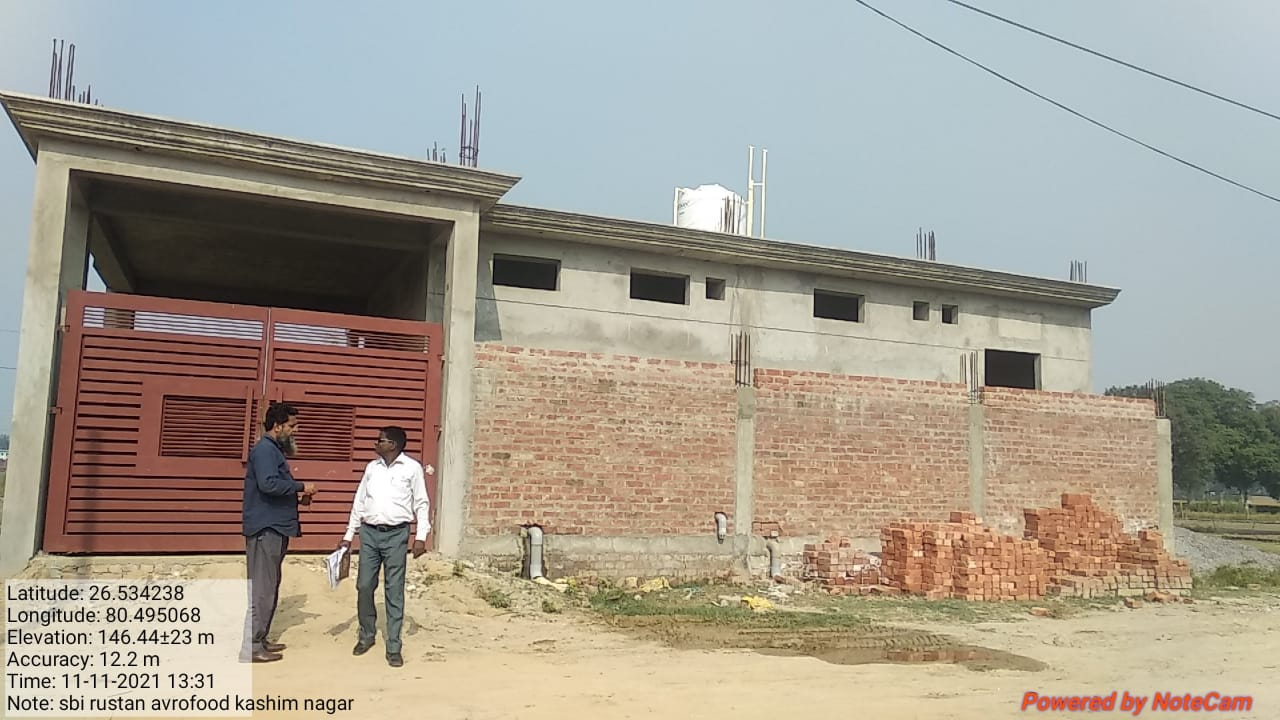 Latitude: 26.534238
Longitude: 80.495068
Elevation: 146.44±23 m
Accuracy: 12.2 m
Time: 11-11-2021 13:31
Note: sbi rustan avrofood kashim nagar
Powered by NoteCam